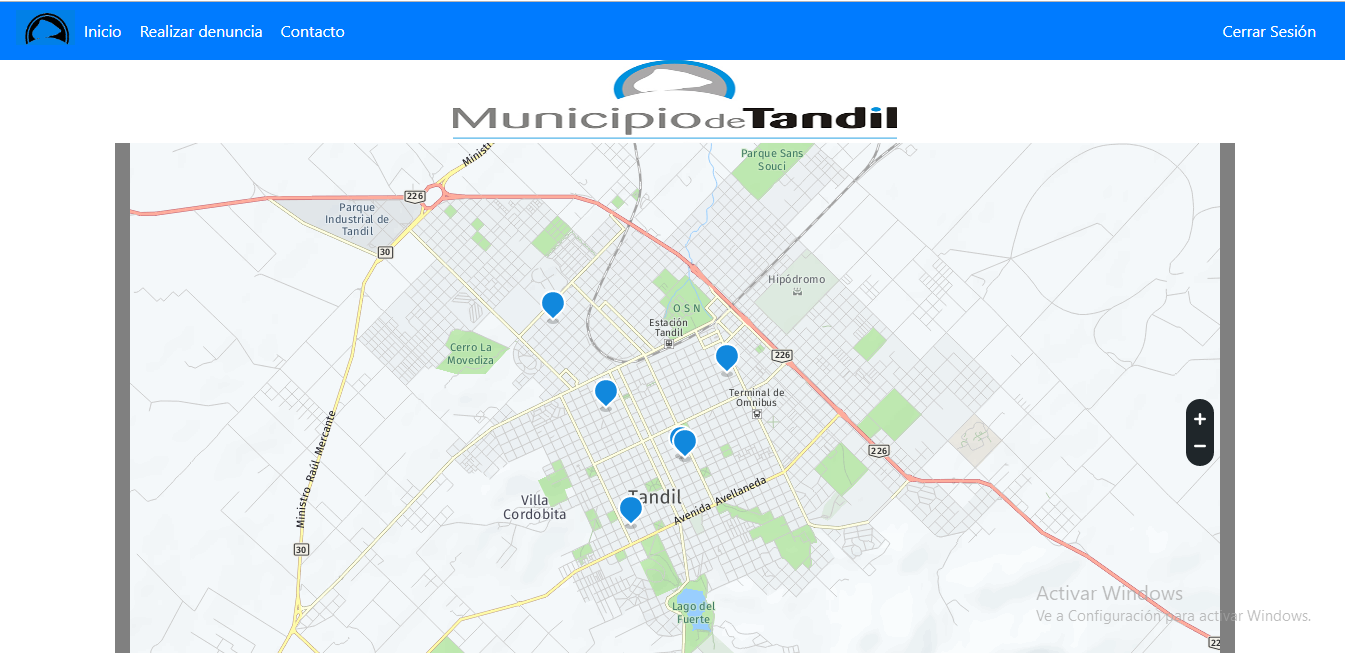 Inicio Realizar denuncia Contacto Cerrar Sesión
Municipio de Tandil
Parque Sans
Souci
226
Parque
Industrial de
Tandil
30
Hipódromo
O S N
Estación
Tandil
Cerro La
Movediza
226
Terminal de
Omnibus
+
Ministro Raúl Mercante
−
226
Tandil
Villa
Cordobita
Avenida Avellaneda
30
Activar Windows
Lago del
Fuerte
Ve a Configuración para activar Windows.